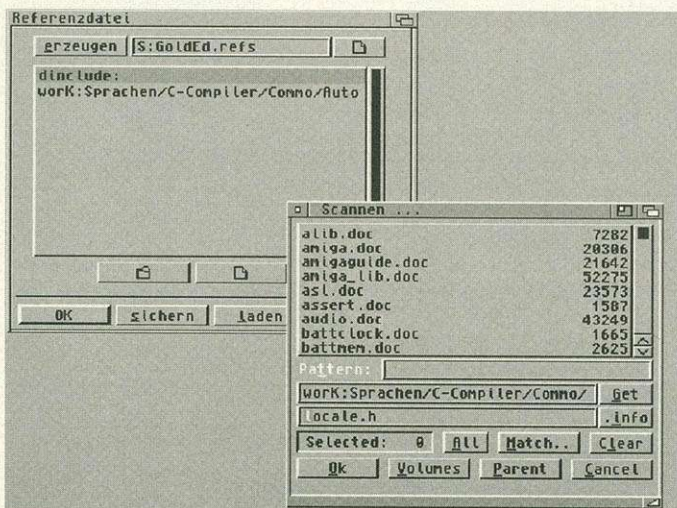 Referenzdatei
erzeugen S:GoldEd.refs
dinclude:
worK:Sprachen/C-Compiler/Commo/Auto
OK sichern laden
Scannen ...
alib.doc 7282
amiga.doc 20306
amigaguide.doc 21642
amiga_lib.doc 52275
asl.doc 23573
assert.doc 1587
audio.doc 43249
battclock.doc 1665
battmem.doc 2625
Pattern:
worK:Sprachen/C-Compiler/Commo/ Get
locale.h .info
Selected: 0 All Match.. Clear
Ok Volumes Parent Cancel